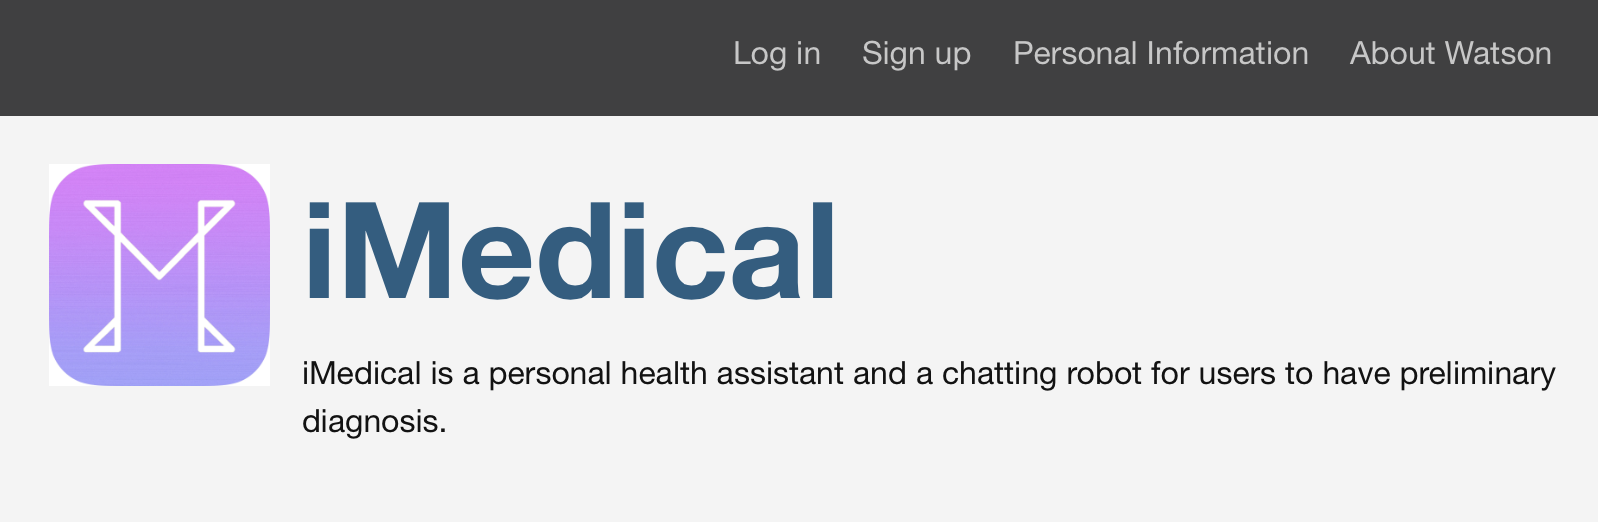 Log in Sign up Personal Information About Watson
M
iMedical
iMedical is a personal health assistant and a chatting robot for users to have preliminary
diagnosis.